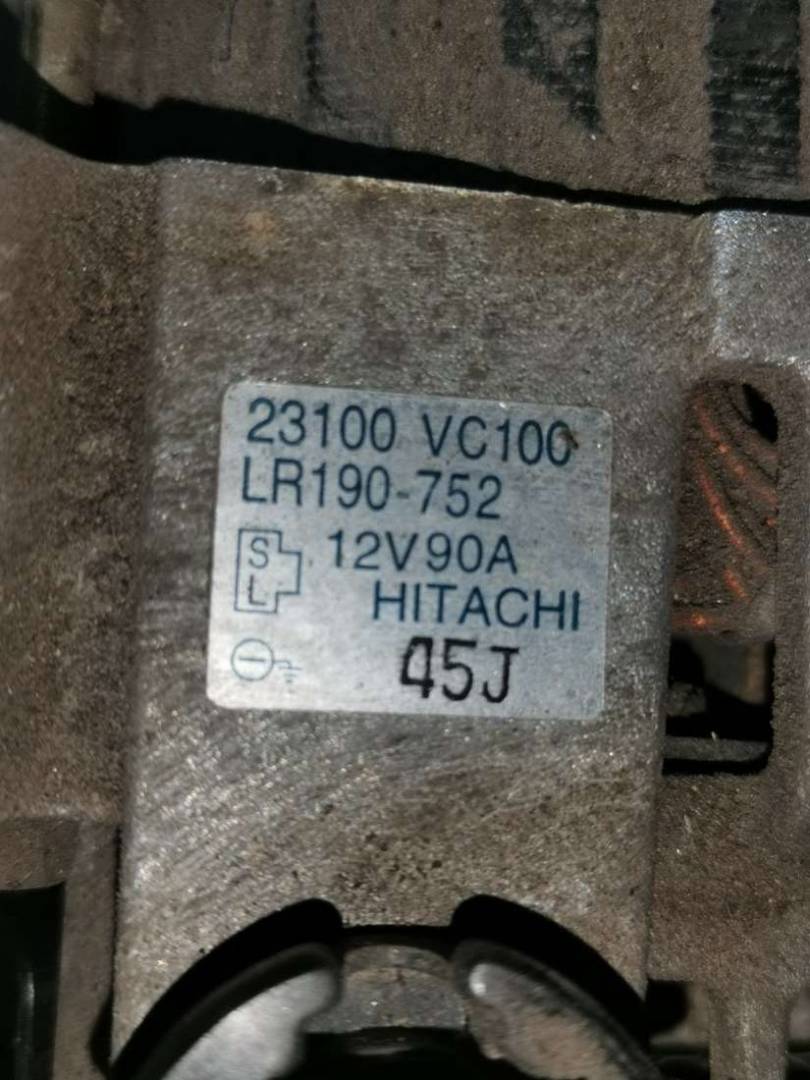 23100 VC100
LR190-752
S
L
12V90A
HITACHI
45J